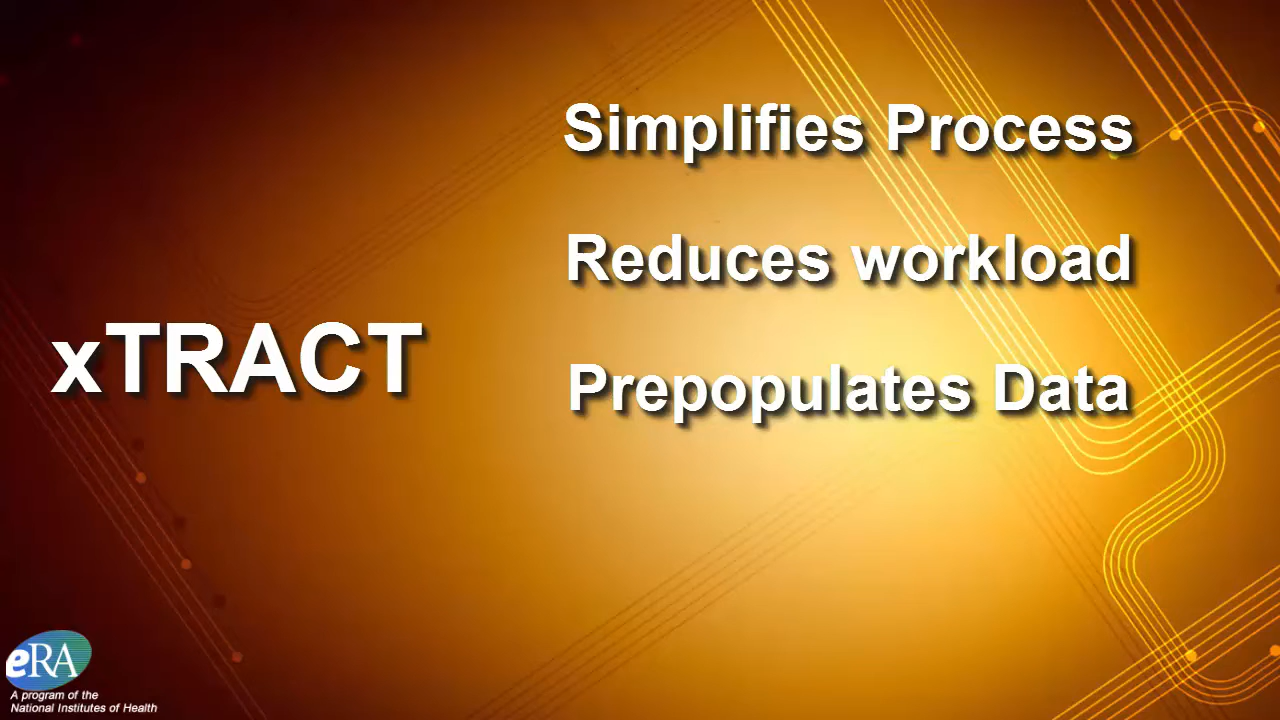 xTRACT
Simplifies Process
Reduces workload
Prepopulates Data
eRA
A program of the
National Institutes of Health